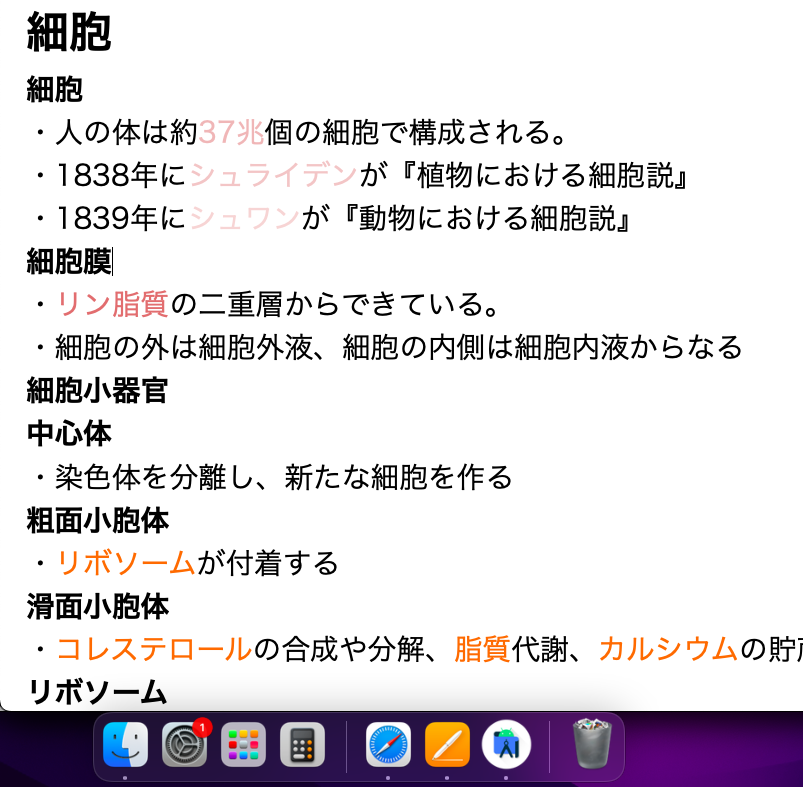 細胞
細胞
・人の体は約37兆個の細胞で構成される。
・1838年にシュライデンが『植物における細胞説』
・1839年にシュワンが『動物における細胞説』
細胞膜
・リン脂質の二重層からできている。
・細胞の外は細胞外液、細胞の内側は細胞内液からなる
細胞小器官
中心体
・染色体を分離し、新たな細胞を作る
粗面小胞体
・リボソームが付着する
滑面小胞体
・コレステロールの合成や分解、脂質代謝、カルシウムの貯
リボソーム
1